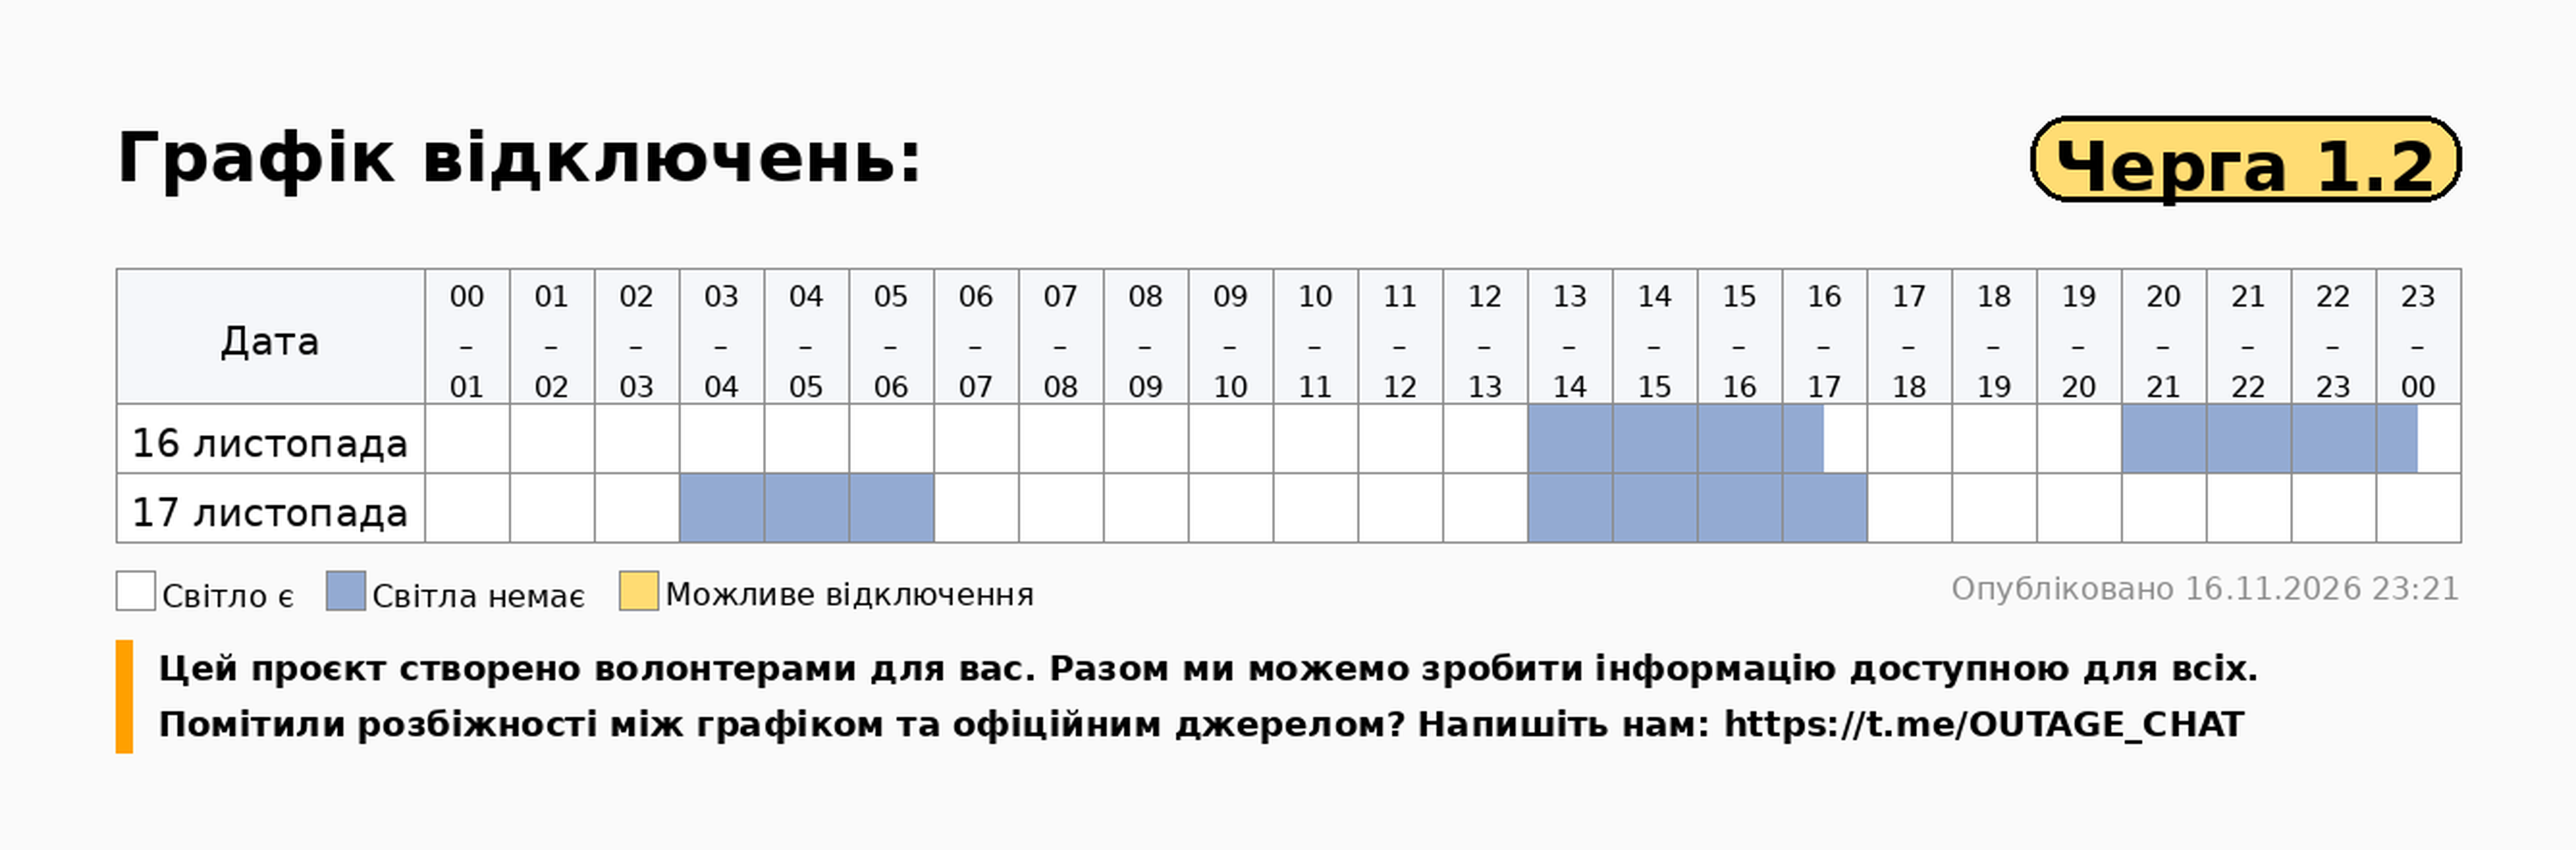 Графік відключень:
Черга 1.2
Дата
00 – 01
01 – 02
02 – 03
03 – 04
04 – 05
05 – 06
06 – 07
07 – 08
08 – 09
09 – 10
10 – 11
11 – 12
12 – 13
13 – 14
14 – 15
15 – 16
16 – 17
17 – 18
18 – 19
19 – 20
20 – 21
21 – 22
22 – 23
23 – 00
16 листопада
17 листопада
Світло є
Світла немає
Можливе відключення
Опубліковано 16.11.2026 23:21
Цей проєкт створено волонтерами для вас. Разом ми можемо зробити інформацію доступною для всіх.
Помітили розбіжності між графіком та офіційним джерелом? Напишіть нам: https://t.me/OUTAGE_CHAT